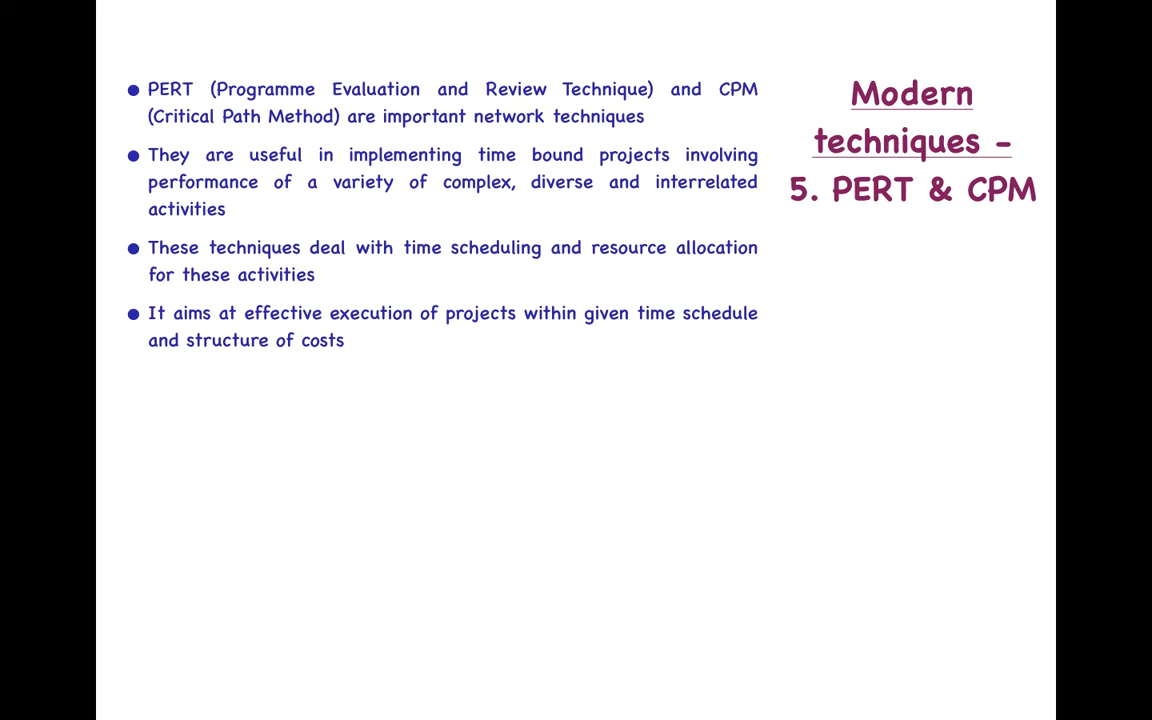 Modern
techniques -
5. PERT & CPM
● PERT (Programme Evaluation and Review Technique) and CPM
(Critical Path Method) are important network techniques
● They are useful in implementing time bound projects involving
performance of a variety of complex, diverse and interrelated
activities
● These techniques deal with time scheduling and resource allocation
for these activities
● It aims at effective execution of projects within given time schedule
and structure of costs